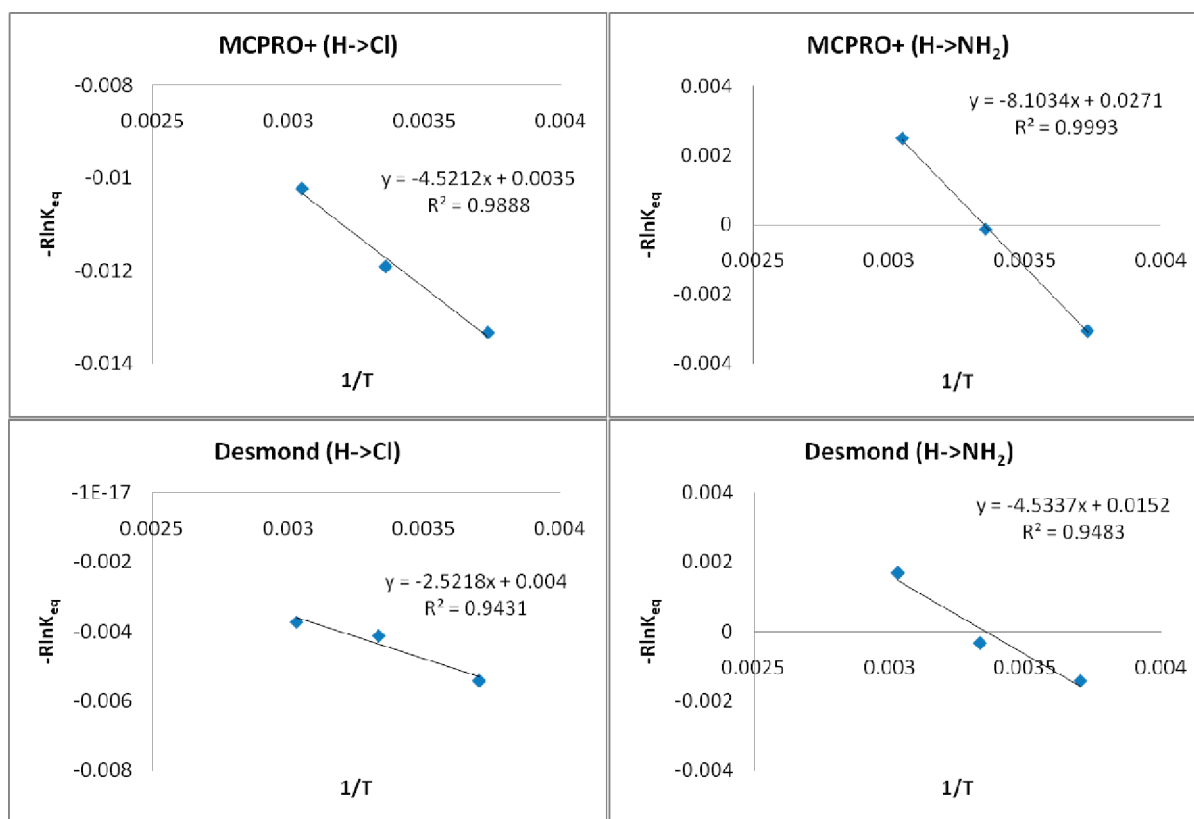 MCPRO+ (H->Cl)
-0.008
0.0025 0.003 0.0035 0.004
-0.01
y = -4.5212x + 0.0035
R² = 0.9888
-RlnK_eq
-0.012
-0.014
1/T
MCPRO+ (H->NH₂)
0.004
y = -8.1034x + 0.0271
R² = 0.9993
0.002
-RlnK_eq
0
0.0025 0.003 0.0035 0.004
-0.002
-0.004
1/T
Desmond (H->Cl)
-1E-17
0.0025 0.003 0.0035 0.004
-0.002
y = -2.5218x + 0.004
R² = 0.9431
-RlnK_eq
-0.004
-0.006
-0.008
1/T
Desmond (H->NH₂)
0.004
y = -4.5337x + 0.0152
R² = 0.9483
0.002
-RlnK_eq
0
0.0025 0.003 0.0035 0.004
-0.002
-0.004
1/T